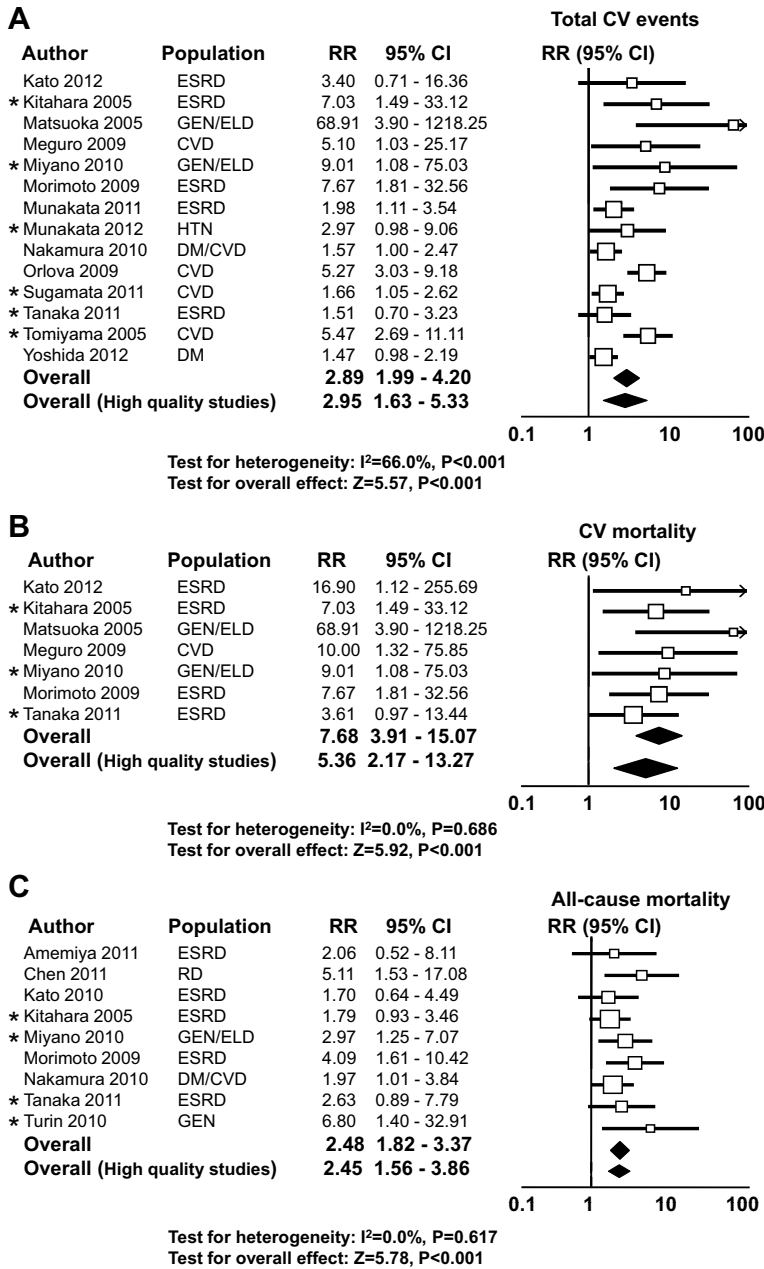 A
Total CV events
Author Population RR 95% CI RR (95% CI)
Kato 2012 ESRD 3.40 0.71 - 16.36
* Kitahara 2005 ESRD 7.03 1.49 - 33.12
Matsuoka 2005 GEN/ELD 68.91 3.90 - 1218.25
Meguro 2009 CVD 5.10 1.03 - 25.17
* Miyano 2010 GEN/ELD 9.01 1.08 - 75.03
Morimoto 2009 ESRD 7.67 1.81 - 32.56
Munakata 2011 ESRD 1.98 1.11 - 3.54
* Munakata 2012 HTN 2.97 0.98 - 9.06
Nakamura 2010 DM/CVD 1.57 1.00 - 2.47
Orlova 2009 CVD 5.27 3.03 - 9.18
* Sugamata 2011 CVD 1.66 1.05 - 2.62
* Tanaka 2011 ESRD 1.51 0.70 - 3.23
* Tomiyama 2005 CVD 5.47 2.69 - 11.11
Yoshida 2012 DM 1.47 0.98 - 2.19
Overall 2.89 1.99 - 4.20
Overall (High quality studies) 2.95 1.63 - 5.33
0.1 1 10 100
Test for heterogeneity: I²=66.0%, P<0.001
Test for overall effect: Z=5.57, P<0.001
B
CV mortality
Author Population RR 95% CI RR (95% CI)
Kato 2012 ESRD 16.90 1.12 - 255.69
* Kitahara 2005 ESRD 7.03 1.49 - 33.12
Matsuoka 2005 GEN/ELD 68.91 3.90 - 1218.25
Meguro 2009 CVD 10.00 1.32 - 75.85
* Miyano 2010 GEN/ELD 9.01 1.08 - 75.03
Morimoto 2009 ESRD 7.67 1.81 - 32.56
* Tanaka 2011 ESRD 3.61 0.97 - 13.44
Overall 7.68 3.91 - 15.07
Overall (High quality studies) 5.36 2.17 - 13.27
0.1 1 10 100
Test for heterogeneity: I²=0.0%, P=0.686
Test for overall effect: Z=5.92, P<0.001
C
All-cause mortality
Author Population RR 95% CI RR (95% CI)
Amemiya 2011 ESRD 2.06 0.52 - 8.11
Chen 2011 RD 5.11 1.53 - 17.08
Kato 2010 ESRD 1.70 0.64 - 4.49
* Kitahara 2005 ESRD 1.79 0.93 - 3.46
* Miyano 2010 GEN/ELD 2.97 1.25 - 7.07
Morimoto 2009 ESRD 4.09 1.61 - 10.42
Nakamura 2010 DM/CVD 1.97 1.01 - 3.84
* Tanaka 2011 ESRD 2.63 0.89 - 7.79
* Turin 2010 GEN 6.80 1.40 - 32.91
Overall 2.48 1.82 - 3.37
Overall (High quality studies) 2.45 1.56 - 3.86
0.1 1 10 100
Test for heterogeneity: I²=0.0%, P=0.617
Test for overall effect: Z=5.78, P<0.001